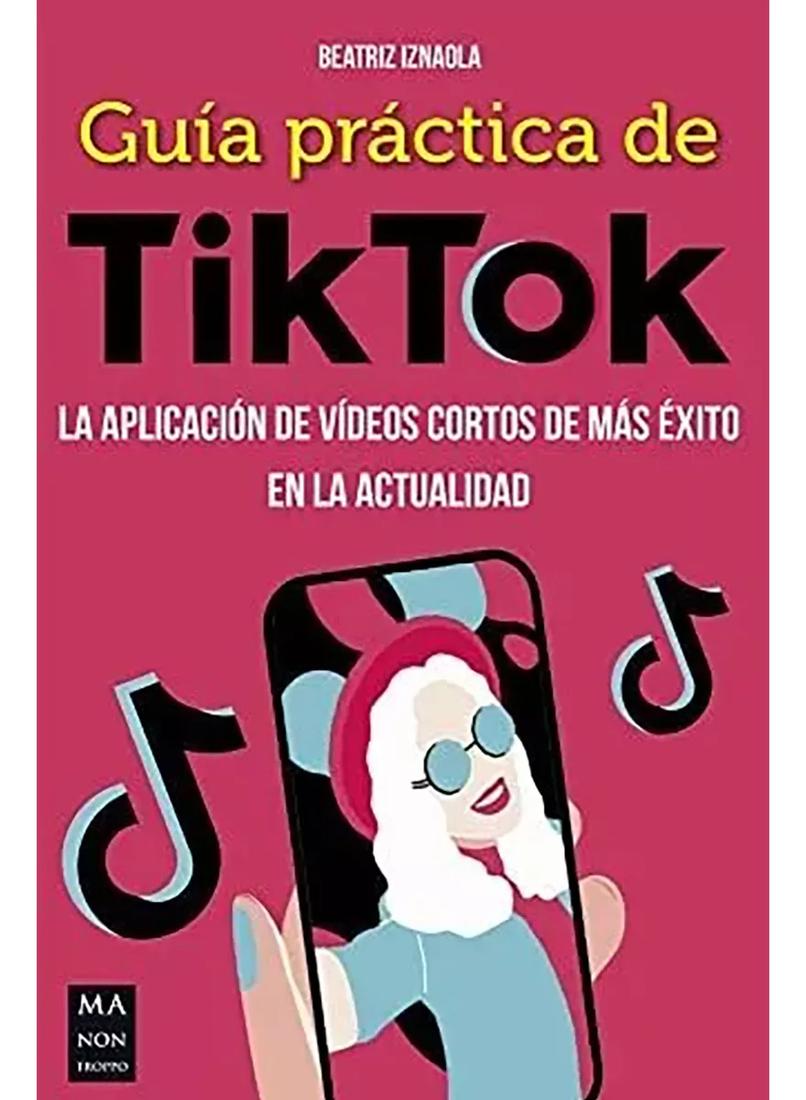 BEATRIZ IZNAOLA
Guía práctica de
TikTok
LA APLICACIÓN DE VÍDEOS CORTOS DE MÁS ÉXITO
EN LA ACTUALIDAD
MA
NON
TROPPO